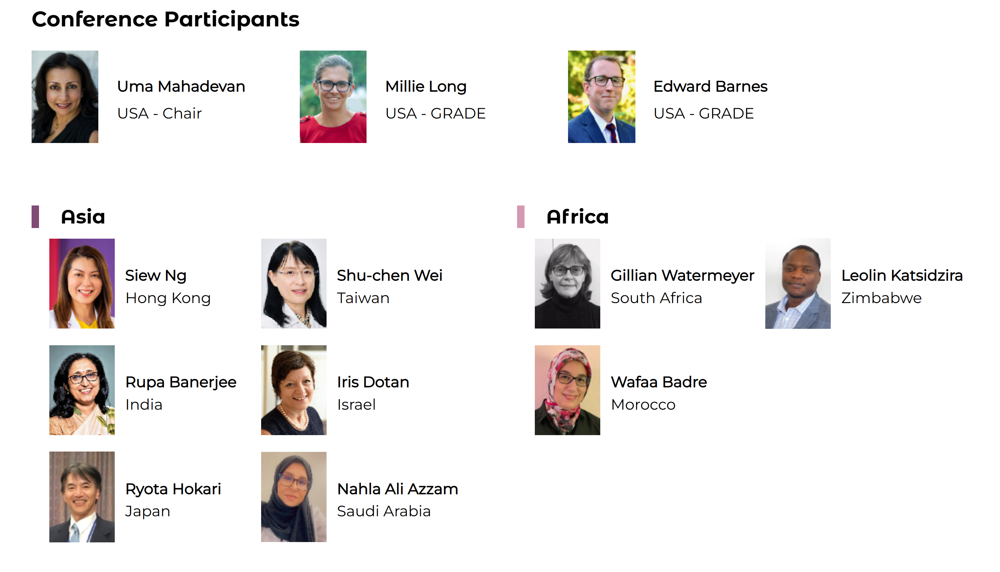 Conference Participants
Uma Mahadevan
USA - Chair
Millie Long
USA - GRADE
Edward Barnes
USA - GRADE
Asia
Siew Ng
Hong Kong
Shu-chen Wei
Taiwan
Rupa Banerjee
India
Iris Dotan
Israel
Ryota Hokari
Japan
Nahla Ali Azzam
Saudi Arabia
Africa
Gillian Watermeyer
South Africa
Leolin Katsidzira
Zimbabwe
Wafaa Badre
Morocco